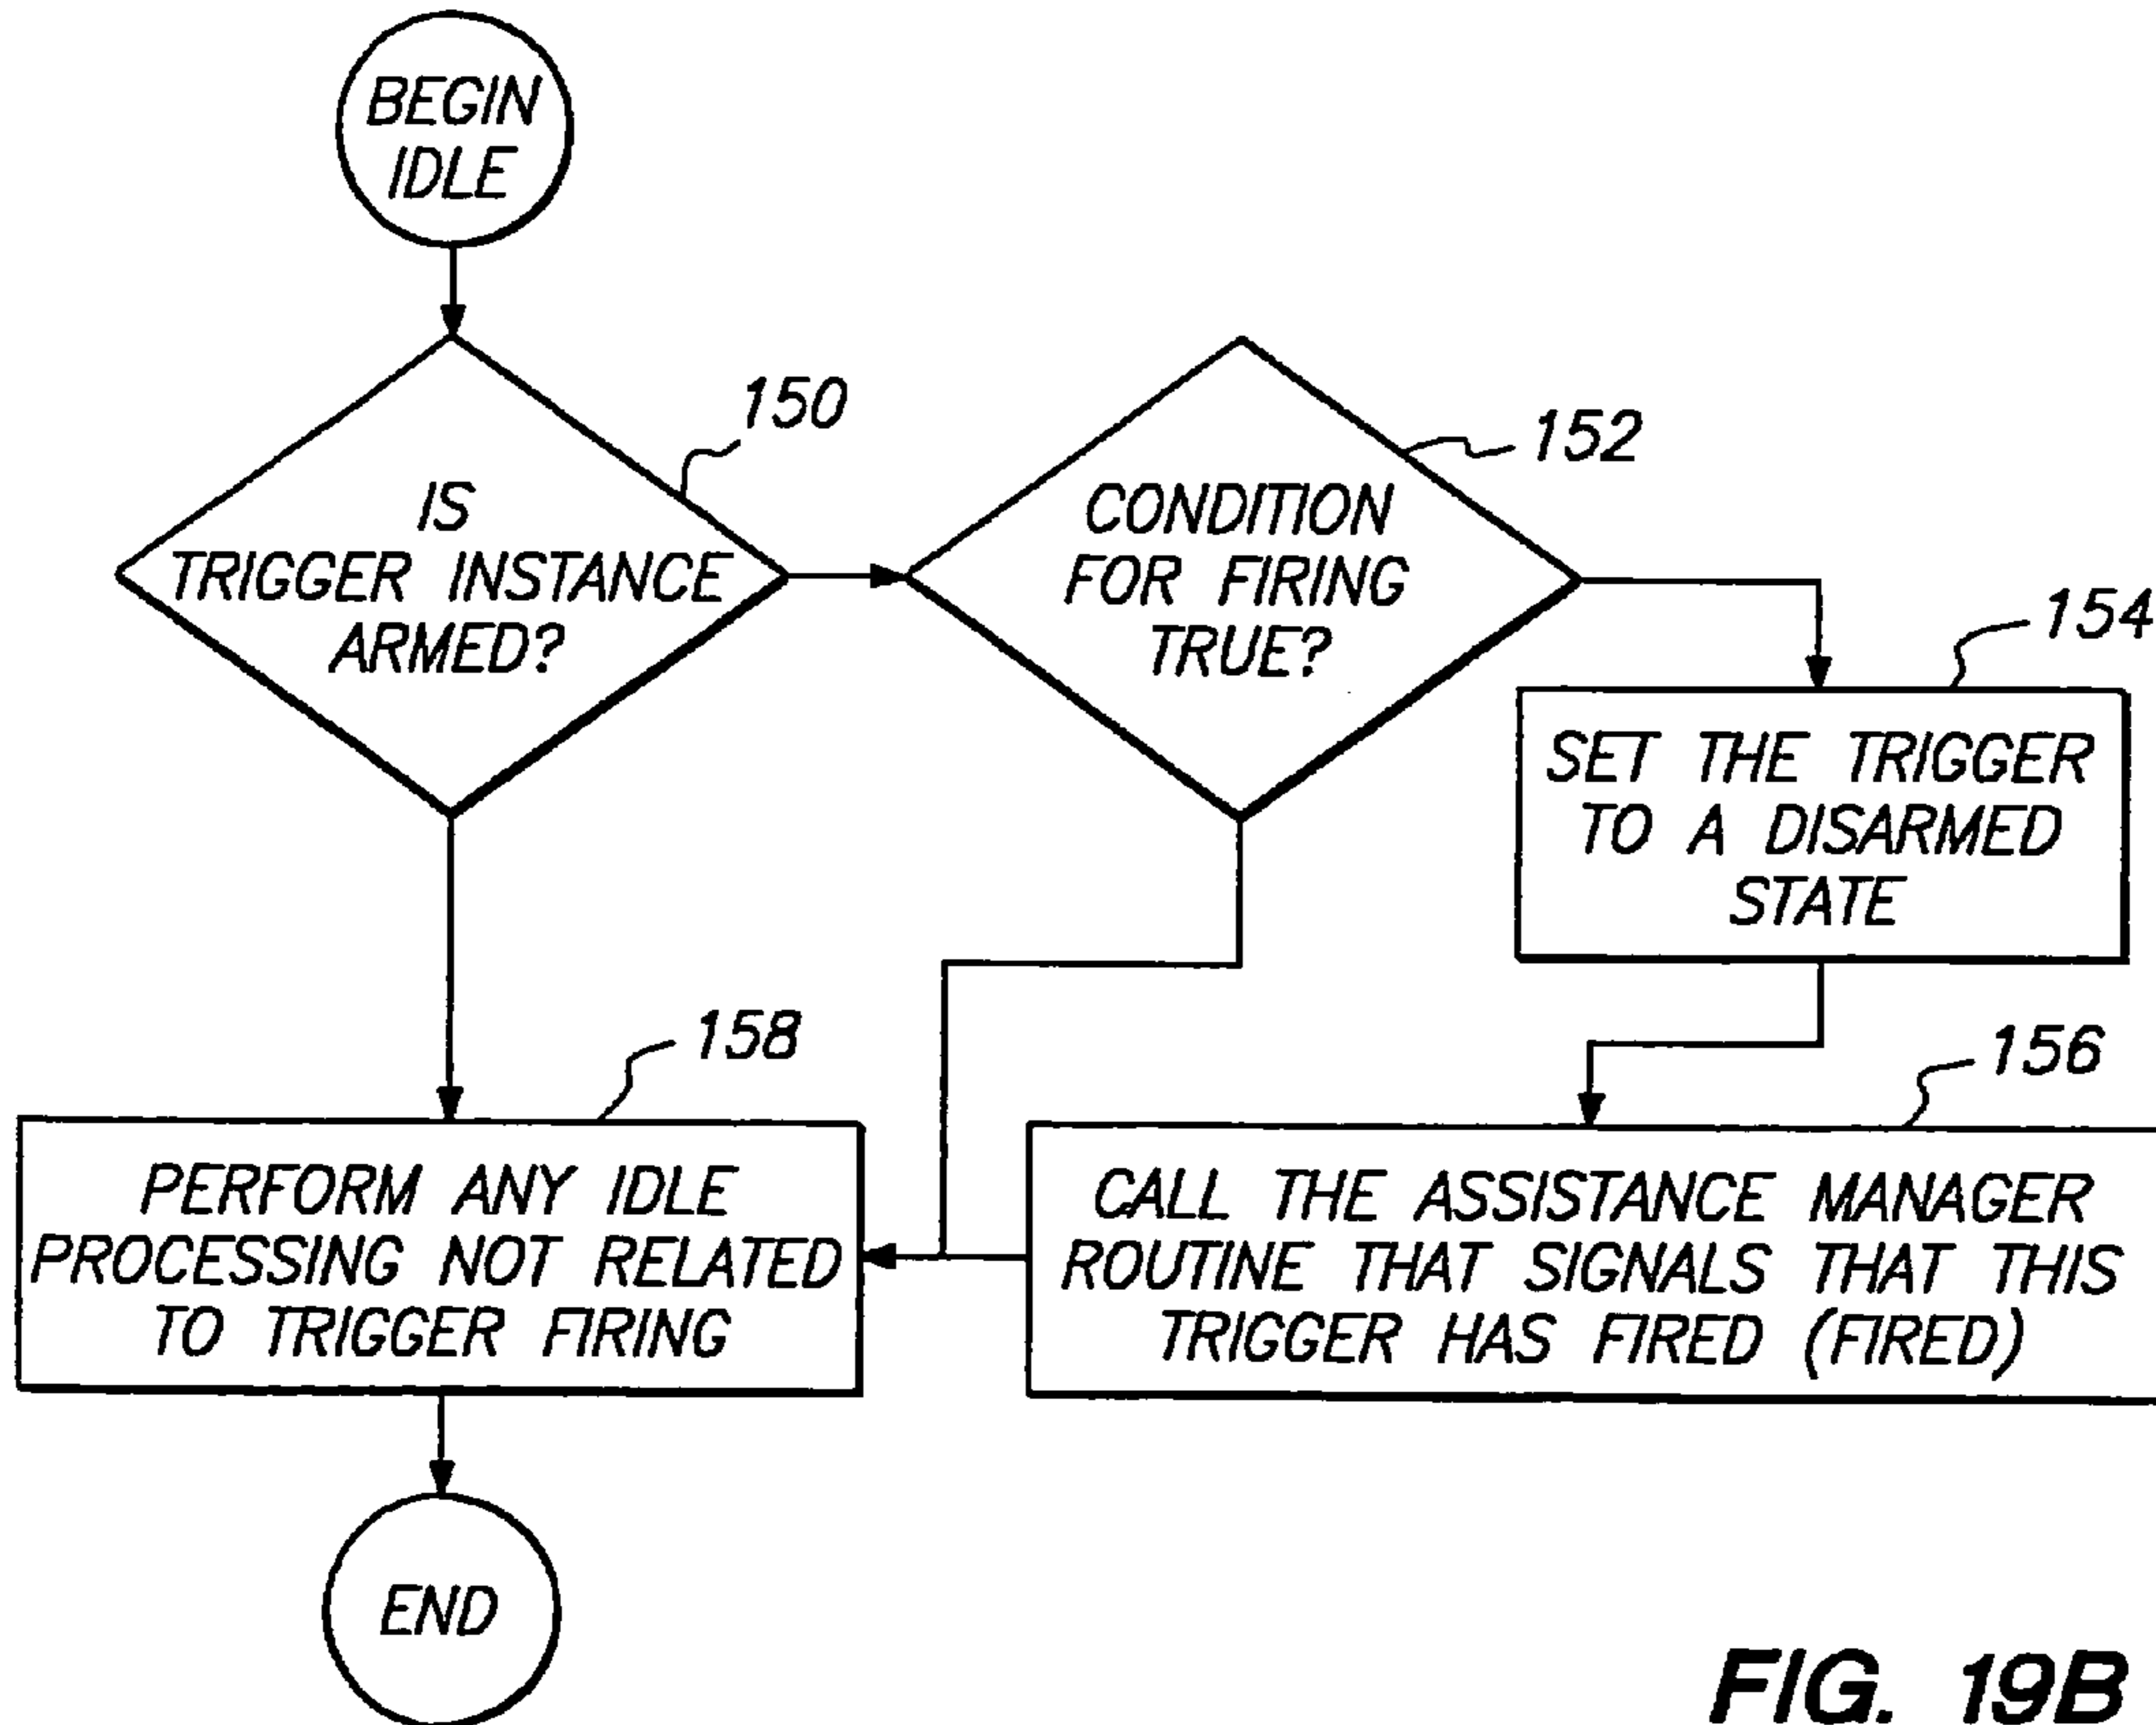 BEGIN
IDLE
150
IS
TRIGGER INSTANCE
ARMED?
152
CONDITION
FOR FIRING
TRUE?
154
SET THE TRIGGER
TO A DISARMED
STATE
158
PERFORM ANY IDLE
PROCESSING NOT RELATED
TO TRIGGER FIRING
156
CALL THE ASSISTANCE MANAGER
ROUTINE THAT SIGNALS THAT THIS
TRIGGER HAS FIRED (FIRED)
END
FIG. 19B